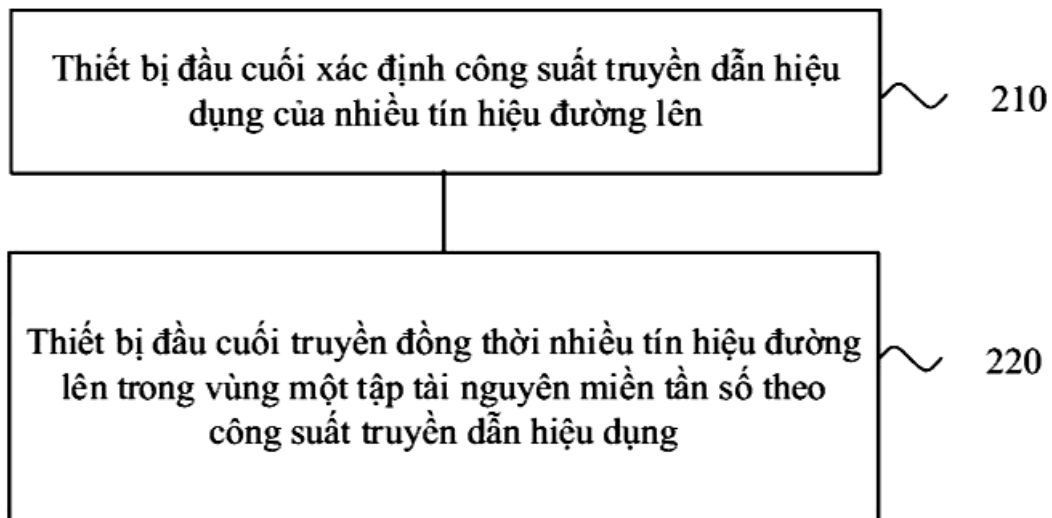 Thiết bị đầu cuối xác định công suất truyền dẫn hiệu
dụng của nhiều tín hiệu đường lên
210
Thiết bị đầu cuối truyền đồng thời nhiều tín hiệu đường
lên trong vùng một tập tài nguyên miền tần số theo
công suất truyền dẫn hiệu dụng
220